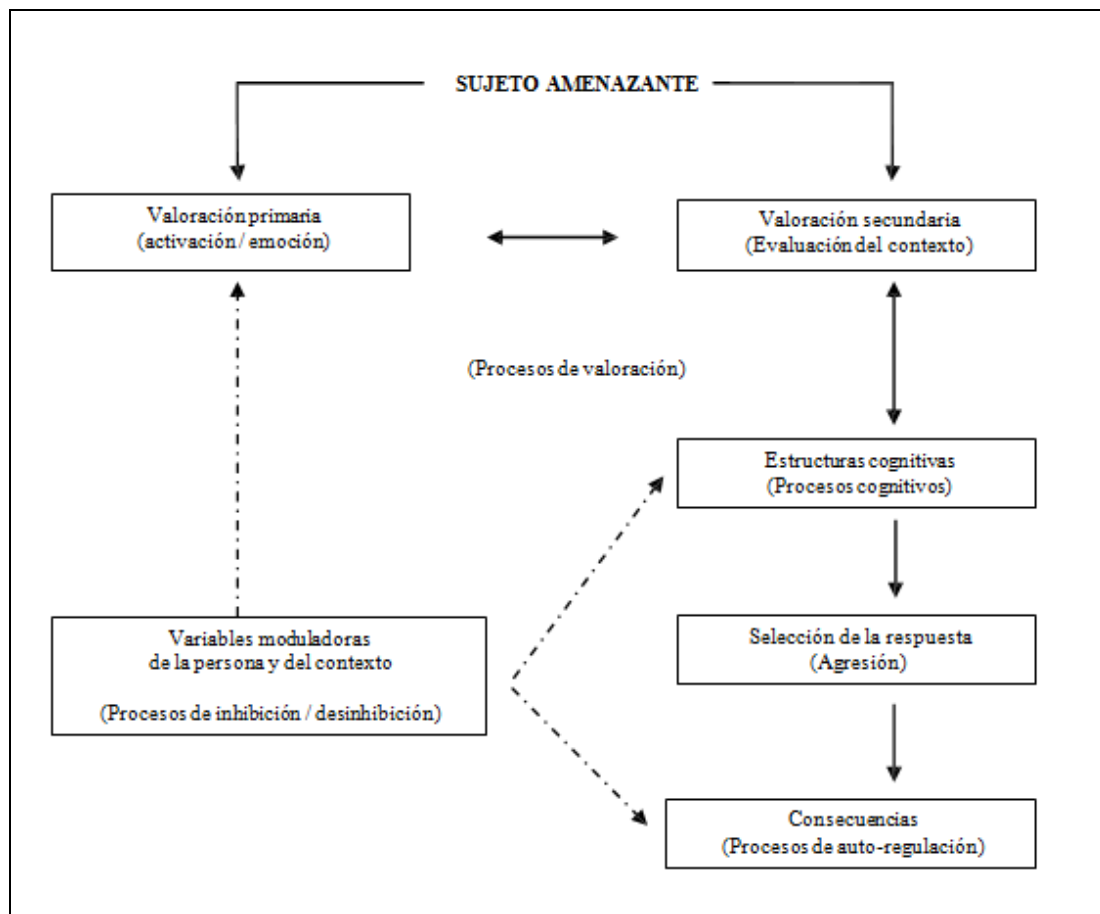 SUJETO AMENAZANTE
Valoración primaria
(activación / emoción)
Valoración secundaria
(Evaluación del contexto)
(Procesos de valoración)
Estructuras cognitivas
(Procesos cognitivos)
Variables moduladoras
de la persona y del contexto
(Procesos de inhibición / desinhibición)
Selección de la respuesta
(Agresión)
Consecuencias
(Procesos de auto-regulación)